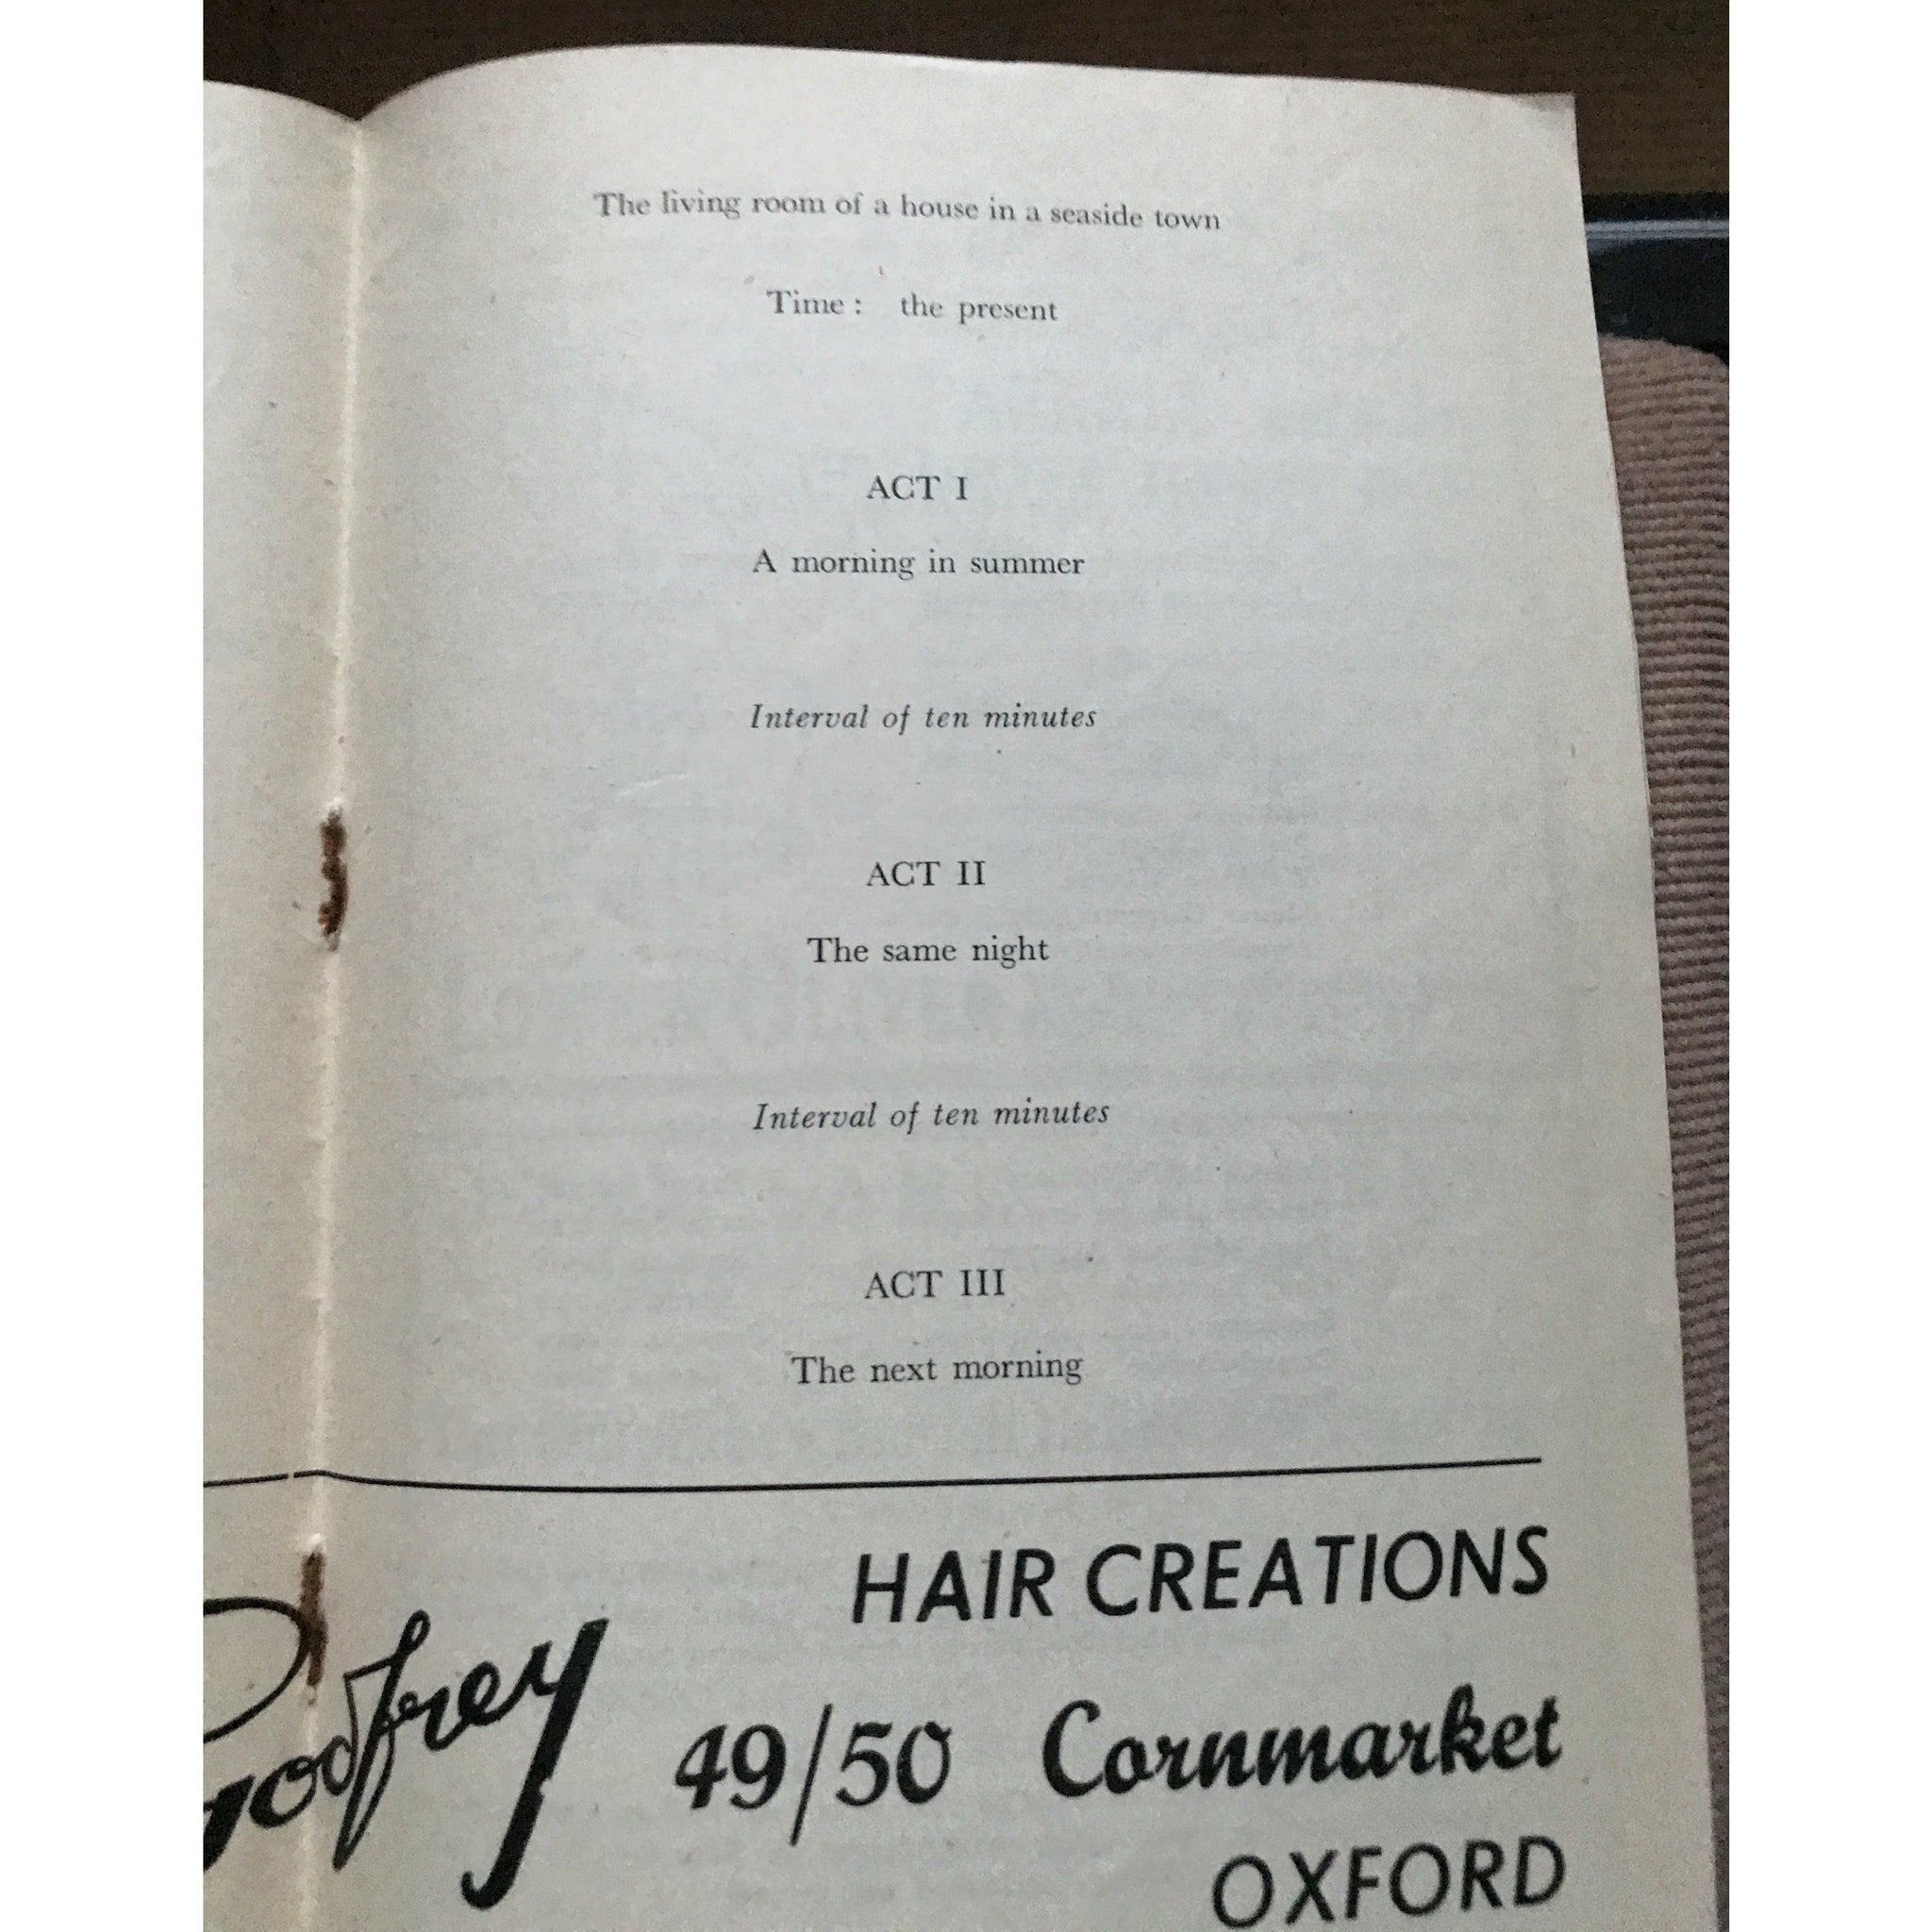 The living room of a house in a seaside town
Time : the present
ACT I
A morning in summer
Interval of ten minutes
ACT II
The same night
Interval of ten minutes
ACT III
The next morning
HAIR CREATIONS
Godfrey
49/50 Cornmarket
OXFORD